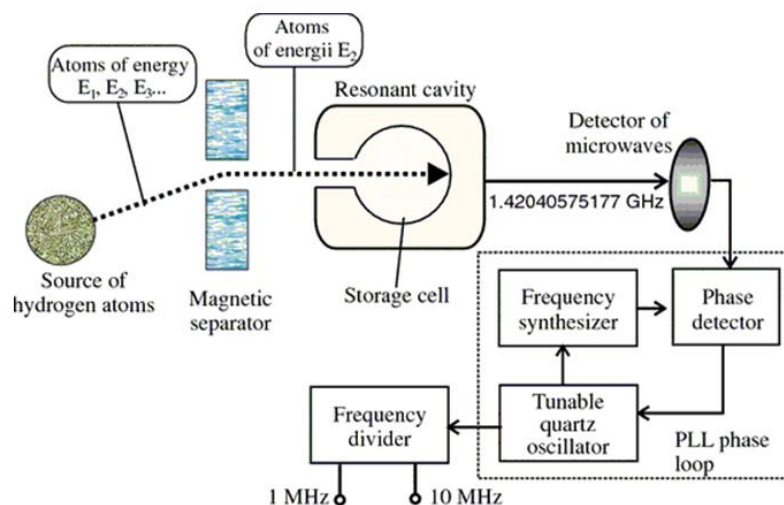 Atoms of energy
E₁, E₂, E₃...
Atoms
of energii E₂
Resonant cavity
Detector of
microwaves
1.42040575177 GHz
Source of
hydrogen atoms
Magnetic
separator
Storage cell
Frequency
synthesizer
Phase
detector
Frequency
divider
Tunable
quartz
oscillator
PLL phase
loop
1 MHz
10 MHz